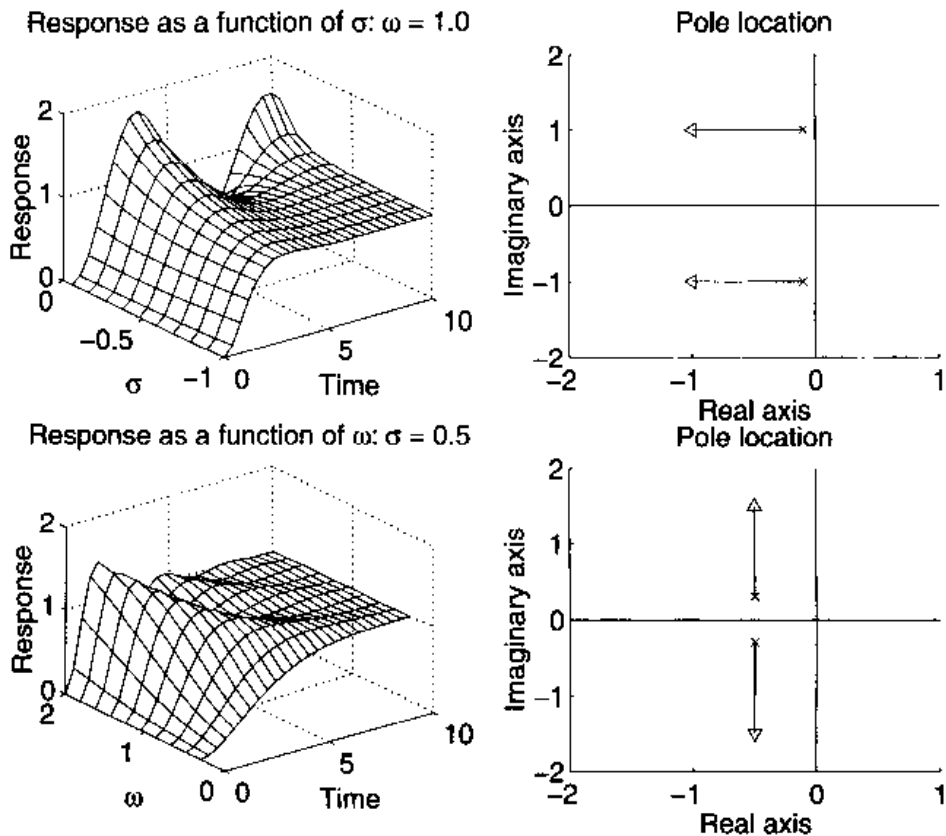 Response as a function of σ: ω = 1.0
Pole location
2
1
0
Response
0
−0.5
−1
σ
0
5
10
Time
2
1
0
−1
−2
Imaginary axis
−2
−1
0
1
Real axis
Response as a function of ω: σ = 0.5
Pole location
2
1
0
Response
2
1
0
ω
0
5
10
Time
2
1
0
−1
−2
Imaginary axis
−2
−1
0
1
Real axis